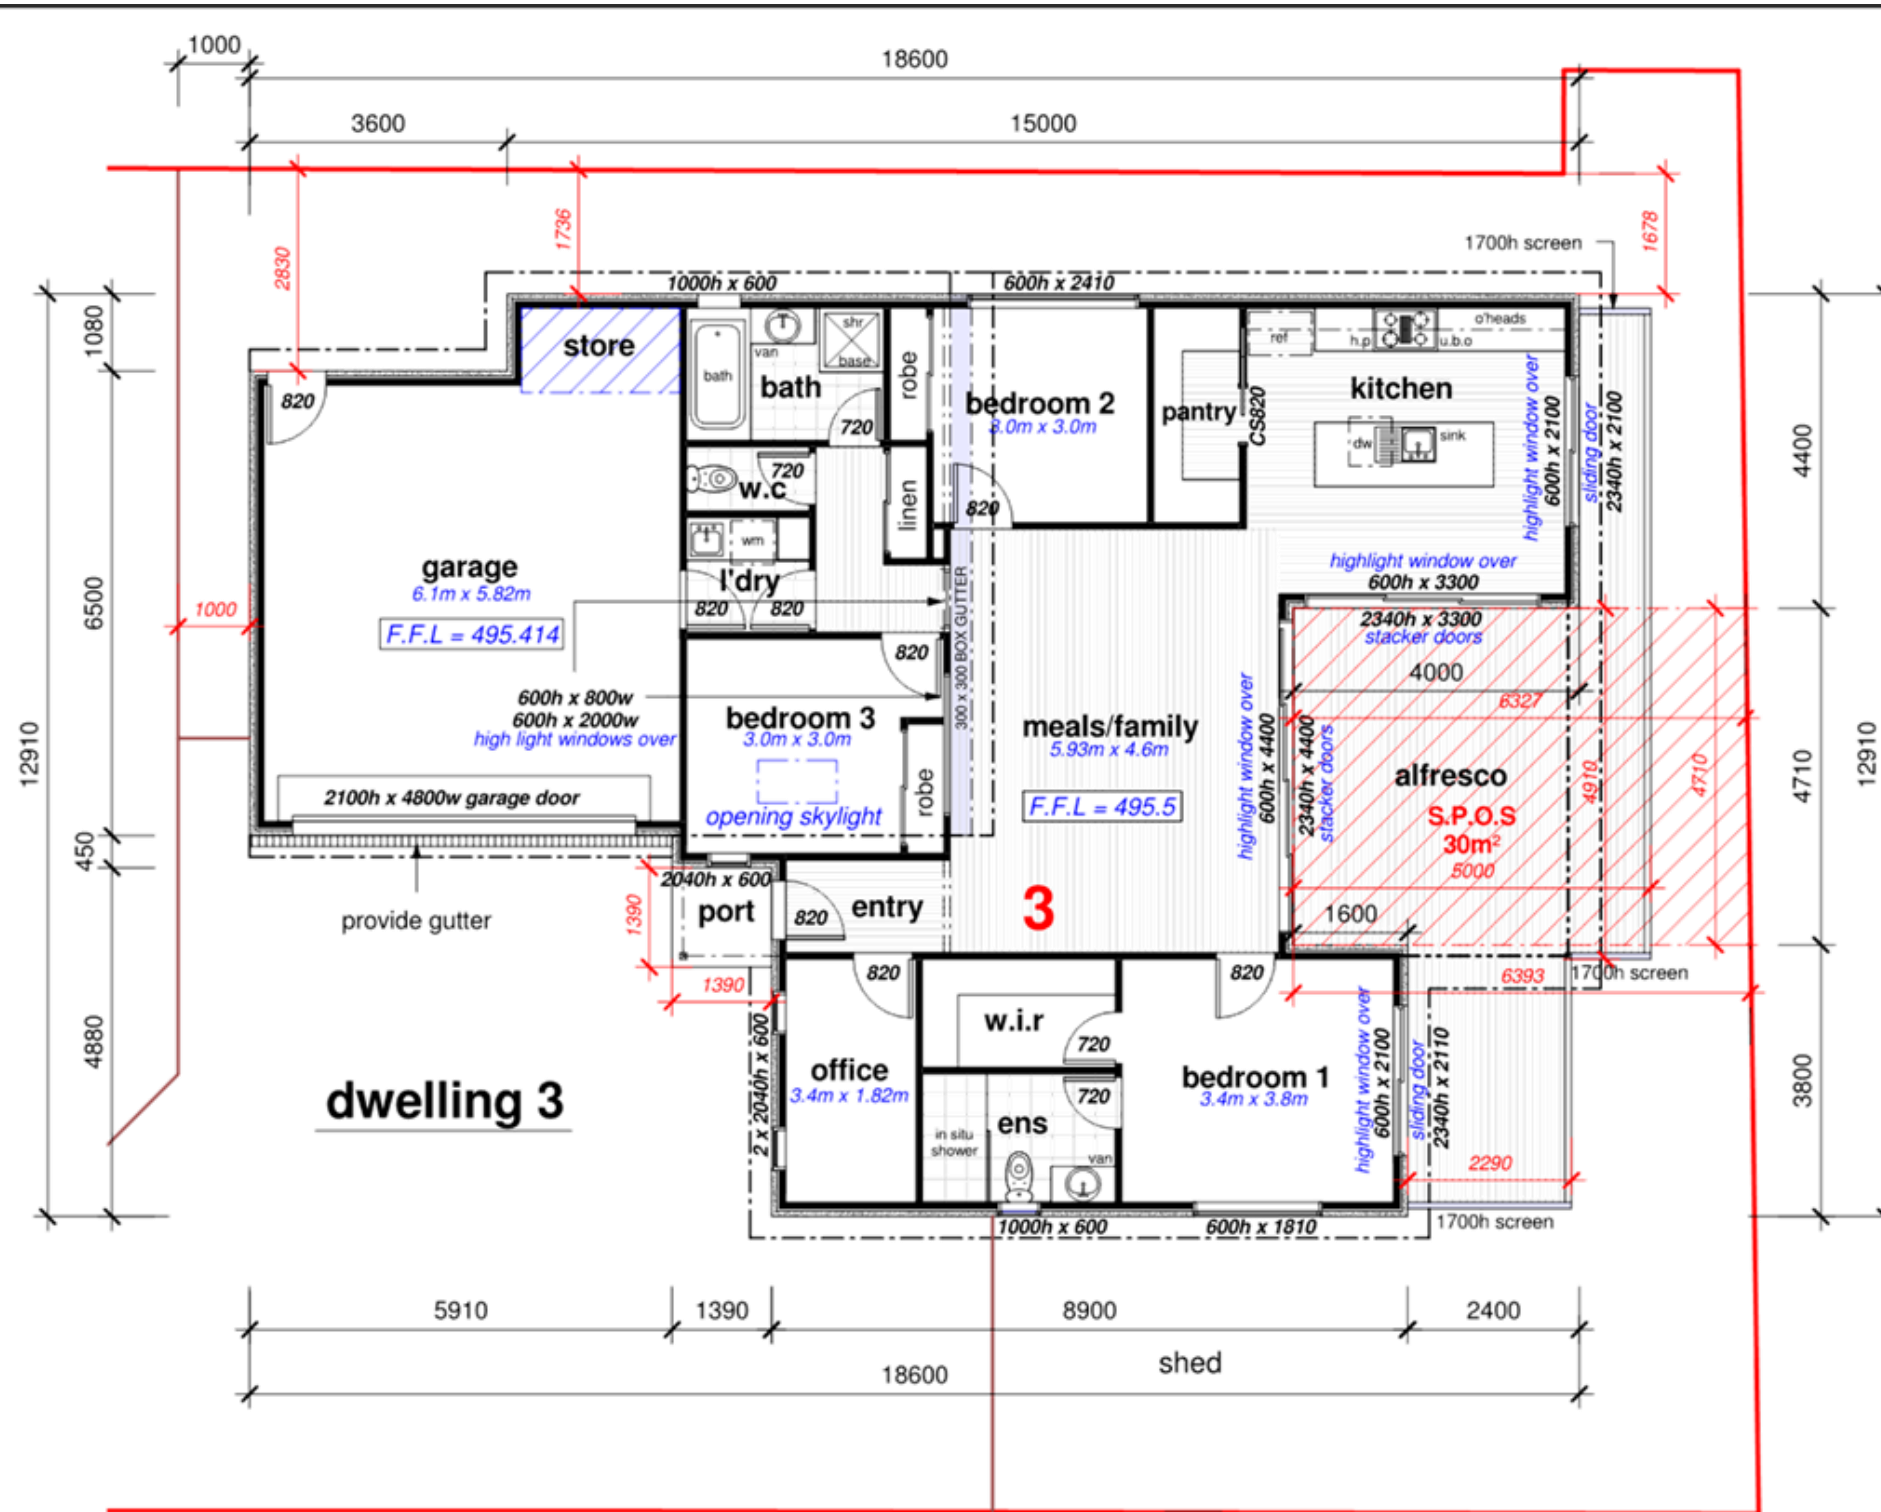 1000
18600
3600
15000
2830
1736
1678
1700h screen
1000h x 600
600h x 2410
1080
store
bath
van
shr
base
bath
robe
bedroom 2
3.0m x 3.0m
pantry
CS820
ref
h.p
u.b.o
o'heads
kitchen
dw
sink
highlight window over
600h x 2100
sliding door
2340h x 2100
4400
820
720
720
w.c
linen
820
wm
l'dry
820
820
garage
6.1m x 5.82m
F.F.L = 495.414
6500
1000
highlight window over
600h x 3300
2340h x 3300
stacker doors
4000
6327
820
300 x 300 BOX GUTTER
600h x 800w
600h x 2000w
high light windows over
bedroom 3
3.0m x 3.0m
robe
opening skylight
meals/family
5.93m x 4.6m
F.F.L = 495.5
highlight window over
600h x 4400
2340h x 4400
stacker doors
alfresco
S.P.O.S
30m²
5000
4910
4710
4710
12910
12910
2100h x 4800w garage door
450
provide gutter
2040h x 600
port
1390
1390
820
entry
3
1600
6393
1700h screen
820
820
w.i.r
720
office
3.4m x 1.82m
2 x 2040h x 600
720
ens
in situ
shower
van
bedroom 1
3.4m x 3.8m
highlight window over
600h x 2100
sliding door
2340h x 2110
2290
3800
4880
dwelling 3
1000h x 600
600h x 1810
1700h screen
5910
1390
8900
2400
shed
18600